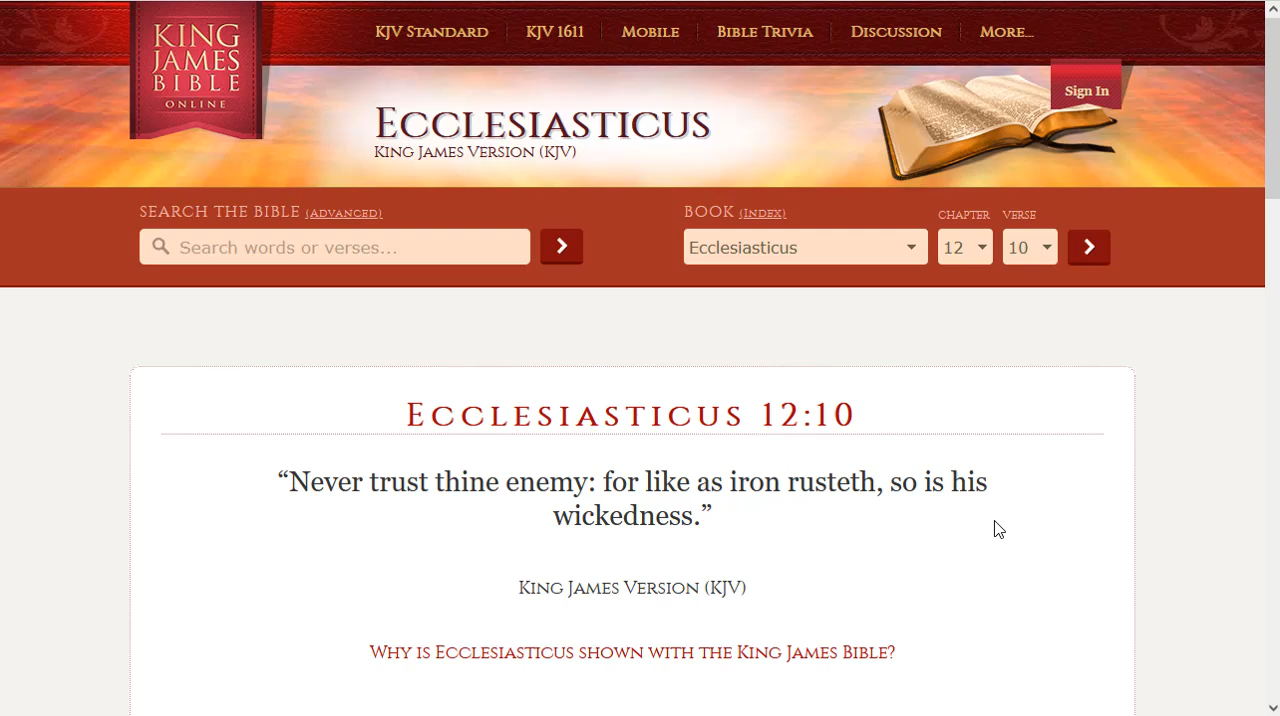 KJV Standard
KJV 1611
Mobile
Bible Trivia
Discussion
More...
KING
JAMES
BIBLE
ONLINE
Sign In
Ecclesiasticus
King James Version (KJV)
SEARCH THE BIBLE (Advanced)
BOOK (Index)
CHAPTER
VERSE
Search words or verses...
Ecclesiasticus
12
10
Ecclesiasticus 12:10
“Never trust thine enemy: for like as iron rusteth, so is his
wickedness.”
King James Version (KJV)
Why is Ecclesiasticus shown with the King James Bible?